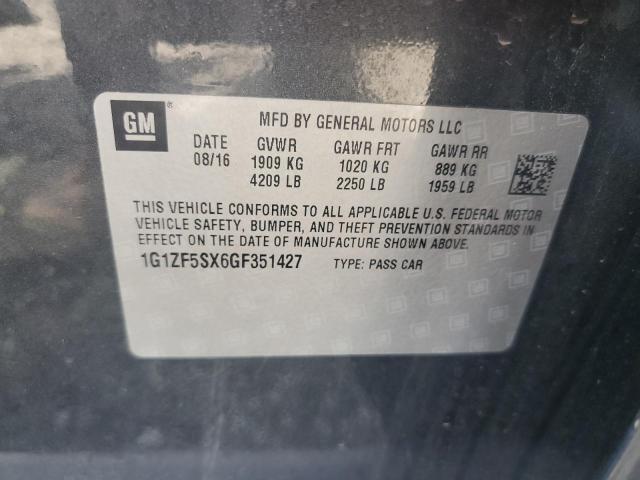 GM ®
MFD BY GENERAL MOTORS LLC
DATE GVWR GAWR FRT GAWR RR
08/16 1909 KG 1020 KG 889 KG
4209 LB 2250 LB 1959 LB
THIS VEHICLE CONFORMS TO ALL APPLICABLE U.S. FEDERAL MOTOR
VEHICLE SAFETY, BUMPER, AND THEFT PREVENTION STANDARDS IN
EFFECT ON THE DATE OF MANUFACTURE SHOWN ABOVE.
1G1ZF5SX6GF351427 TYPE: PASS CAR